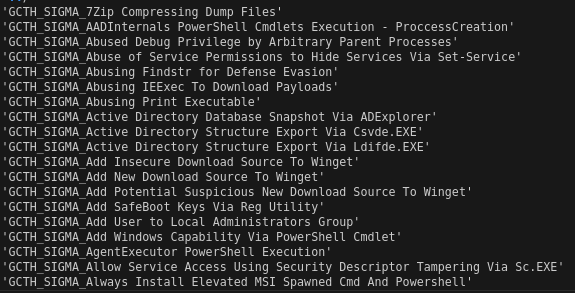 'GCTH_SIGMA_7Zip Compressing Dump Files'
'GCTH_SIGMA_AADInternals PowerShell Cmdlets Execution - ProccessCreation'
'GCTH_SIGMA_Abused Debug Privilege by Arbitrary Parent Processes'
'GCTH_SIGMA_Abuse of Service Permissions to Hide Services Via Set-Service'
'GCTH_SIGMA_Abusing Findstr for Defense Evasion'
'GCTH_SIGMA_Abusing IEExec To Download Payloads'
'GCTH_SIGMA_Abusing Print Executable'
'GCTH_SIGMA_Active Directory Database Snapshot Via ADExplorer'
'GCTH_SIGMA_Active Directory Structure Export Via Csvde.EXE'
'GCTH_SIGMA_Active Directory Structure Export Via Ldifde.EXE'
'GCTH_SIGMA_Add Insecure Download Source To Winget'
'GCTH_SIGMA_Add New Download Source To Winget'
'GCTH_SIGMA_Add Potential Suspicious New Download Source To Winget'
'GCTH_SIGMA_Add SafeBoot Keys Via Reg Utility'
'GCTH_SIGMA_Add User to Local Administrators Group'
'GCTH_SIGMA_Add Windows Capability Via PowerShell Cmdlet'
'GCTH_SIGMA_AgentExecutor PowerShell Execution'
'GCTH_SIGMA_Allow Service Access Using Security Descriptor Tampering Via Sc.EXE'
'GCTH_SIGMA_Always Install Elevated MSI Spawned Cmd And Powershell'